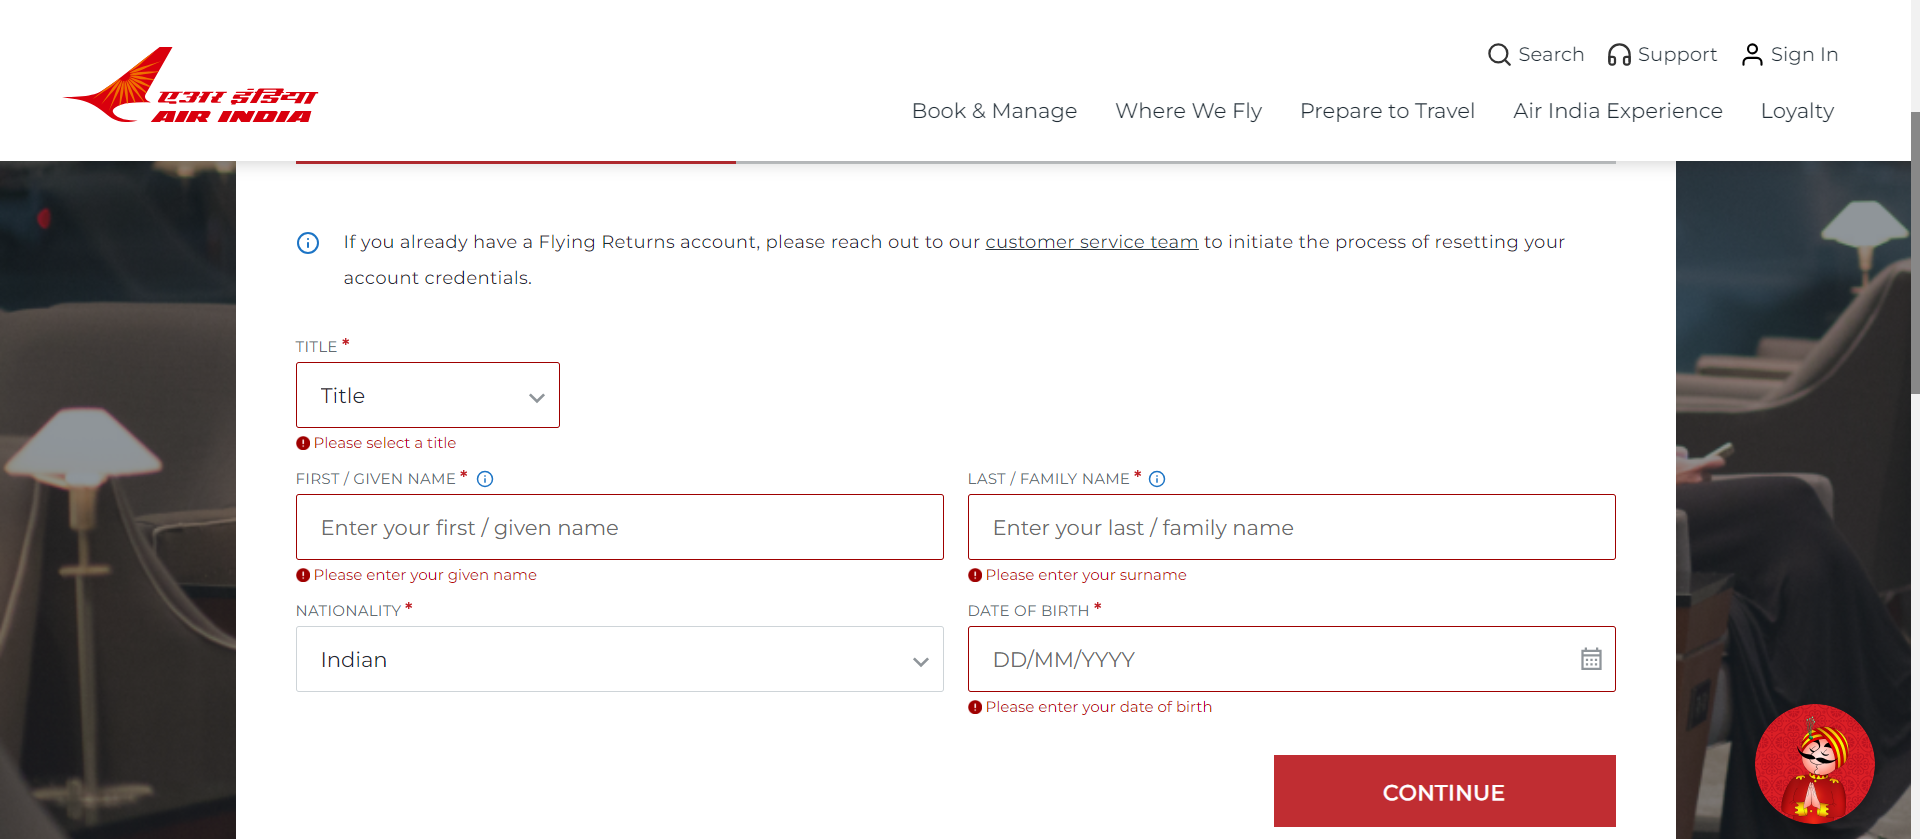 Search Support Sign In
एअर इंडिया
AIR INDIA
Book & Manage Where We Fly Prepare to Travel Air India Experience Loyalty
If you already have a Flying Returns account, please reach out to our customer service team to initiate the process of resetting your
account credentials.
TITLE *
Title
Please select a title
FIRST / GIVEN NAME * LAST / FAMILY NAME *
Enter your first / given name Enter your last / family name
Please enter your given name Please enter your surname
NATIONALITY * DATE OF BIRTH *
Indian DD/MM/YYYY
Please enter your date of birth
CONTINUE